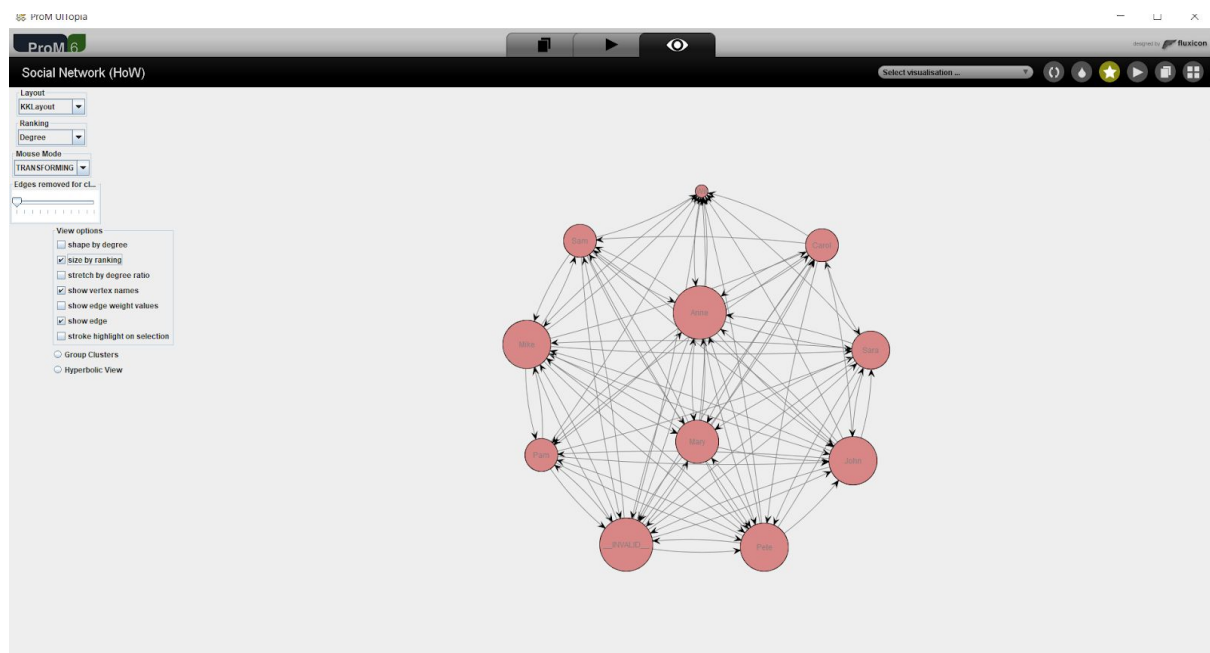 ProM UITopia
ProM 6
designed by fluxicon
Social Network (HoW)
Select visualisation ...
Layout
KKLayout
Ranking
Degree
Mouse Mode
TRANSFORMING
Edges removed for cl...
View options
shape by degree
size by ranking
stretch by degree ratio
show vertex names
show edge weight values
show edge
stroke highlight on selection
Group Clusters
Hyperbolic View
Sam
Carol
Anne
Mike
Sara
Mary
Pam
John
__INVALID__
Pete